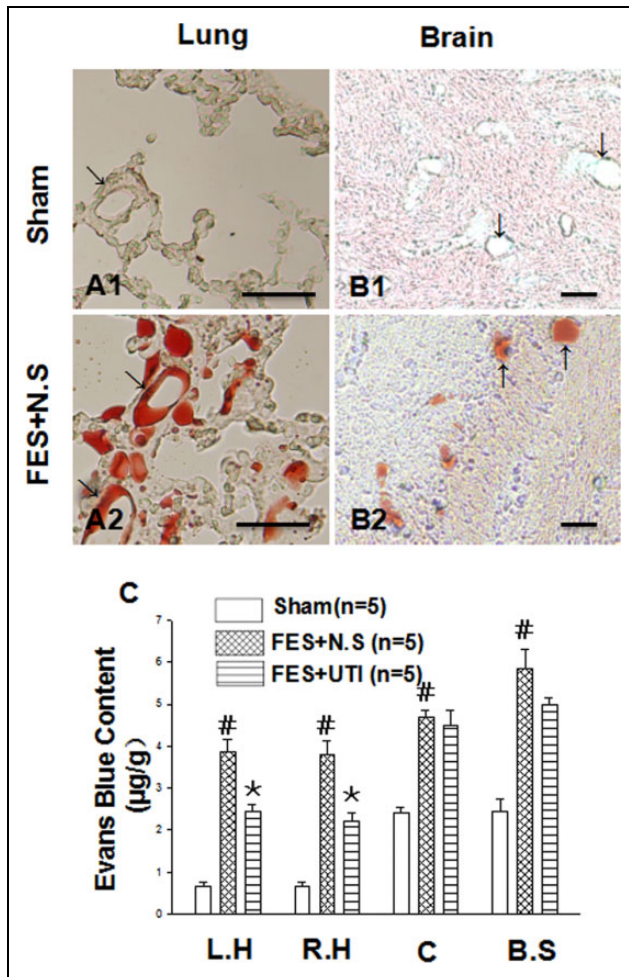 Lung Brain
Sham
A1 B1
FES+N.S
A2 B2
C
Sham(n=5)
FES+N.S (n=5)
FES+UTI (n=5)
Evans Blue Content
(μg/g)
7
6
5
4
3
2
1
0
# * # * # #
L.H R.H C B.S